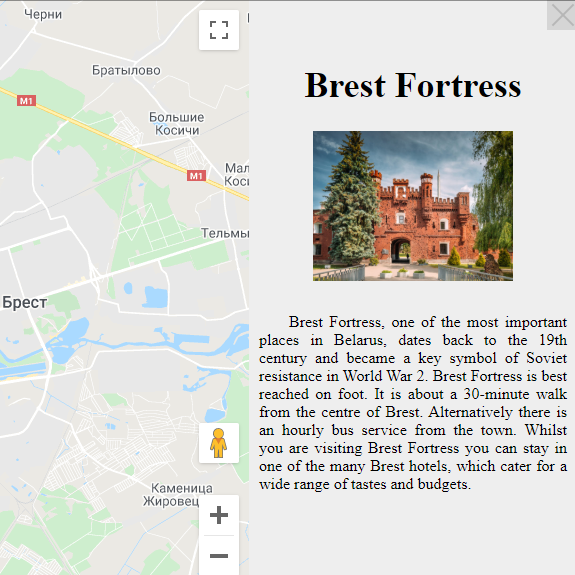 Черни
Братылово
M1
Большие
Косичи
M1
Тельмы
Брест
Каменица
Жировец
Brest Fortress
Brest Fortress, one of the most important
places in Belarus, dates back to the 19th
century and became a key symbol of Soviet
resistance in World War 2. Brest Fortress is best
reached on foot. It is about a 30-minute walk
from the centre of Brest. Alternatively there is
an hourly bus service from the town. Whilst
you are visiting Brest Fortress you can stay in
one of the many Brest hotels, which cater for a
wide range of tastes and budgets.